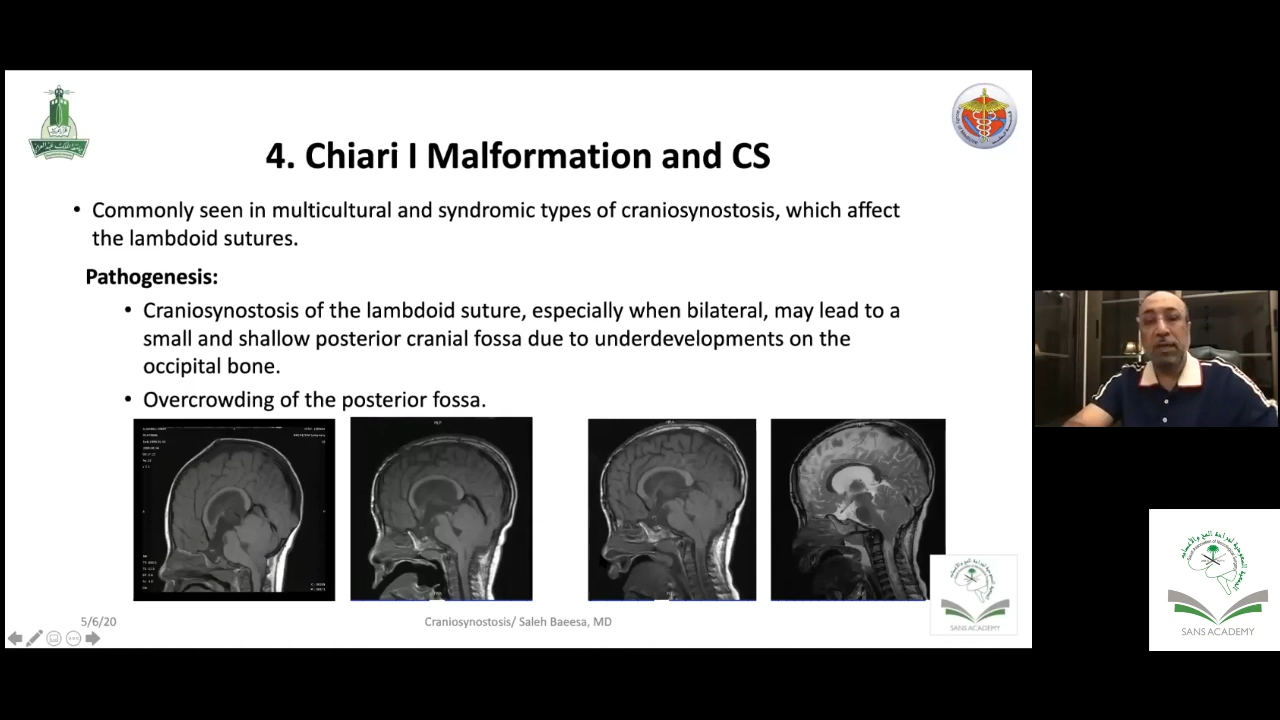 4. Chiari I Malformation and CS
• Commonly seen in multicultural and syndromic types of craniosynostosis, which affect
the lambdoid sutures.
Pathogenesis:
• Craniosynostosis of the lambdoid suture, especially when bilateral, may lead to a
small and shallow posterior cranial fossa due to underdevelopments on the
occipital bone.
• Overcrowding of the posterior fossa.
5/6/20
Craniosynostosis/ Saleh Baeesa, MD
SANS ACADEMY
SANS ACADEMY